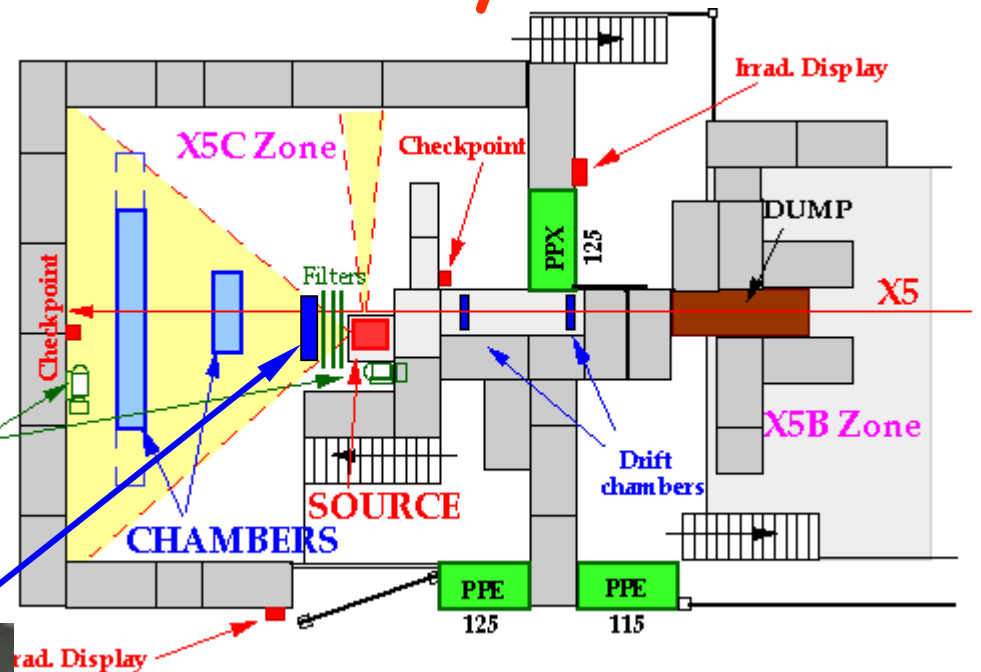 Irrad. Display
X5C Zone
Checkpoint
DUMP
PPX
125
Filters
X5
Checkpoint
X5B Zone
Drift
chambers
SOURCE
CHAMBERS
PPE
PPE
125
115
rad. Display